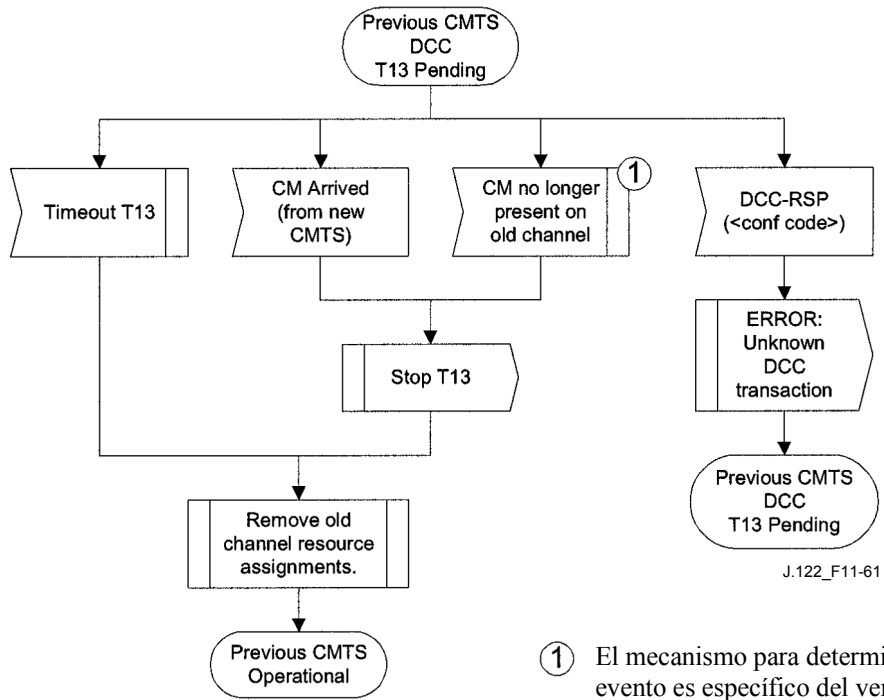 Previous CMTS
DCC
T13 Pending
Timeout T13
CM Arrived
(from new
CMTS)
CM no longer
present on
old channel
1
DCC-RSP
(<conf code>)
ERROR:
Unknown
DCC
transaction
Stop T13
Previous CMTS
DCC
T13 Pending
Remove old
channel resource
assignments.
J.122_F11-61
Previous CMTS
Operational
1 El mecanismo para
evento es específico del